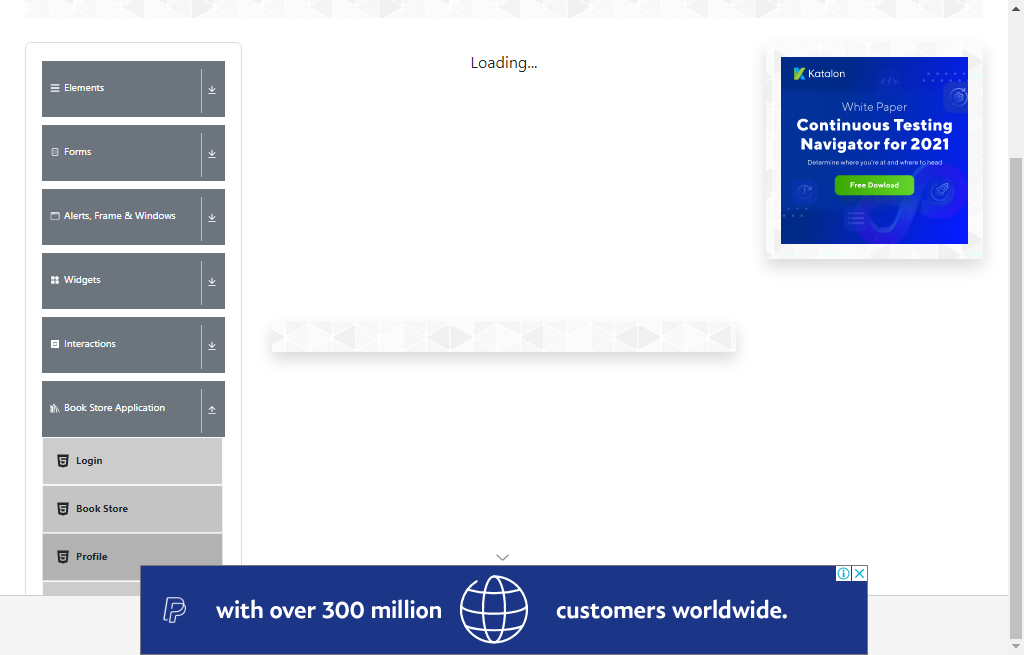 Elements
Forms
Alerts, Frame & Windows
Widgets
Interactions
Book Store Application
Login
Book Store
Profile
Loading...
Katalon
White Paper
Continuous Testing
Navigator for 2021
Determine where you're at and where to head
Free Dowload
with over 300 million customers worldwide.